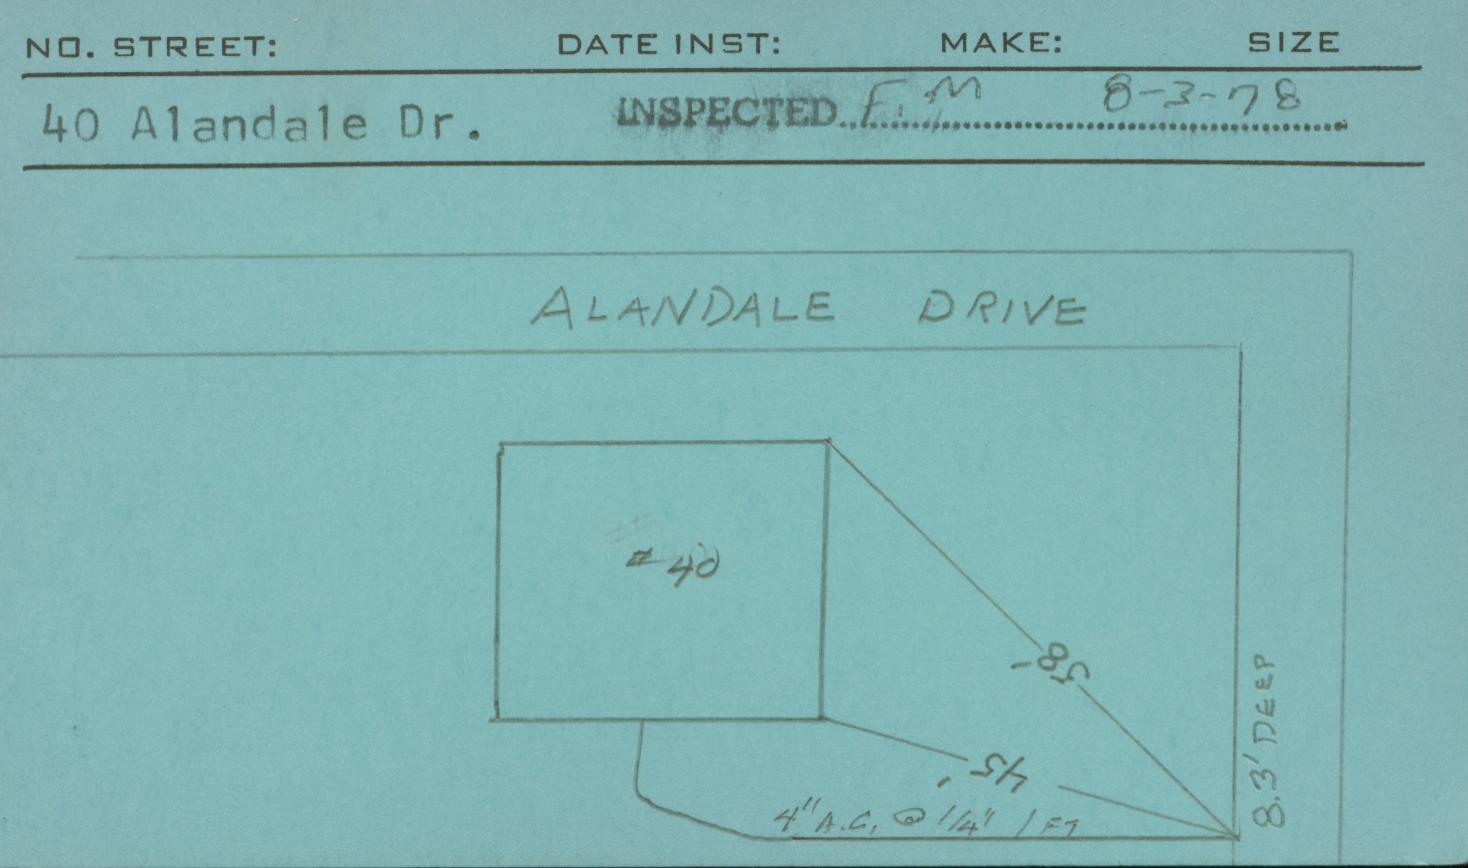 NO. STREET: DATE INST: MAKE: SIZE
40 Alandale Dr. INSPECTED F.M 8-3-78
ALANDALE DRIVE
#40
58'
45'
4" A.C. @ 1/4" / FT
8.3' DEEP